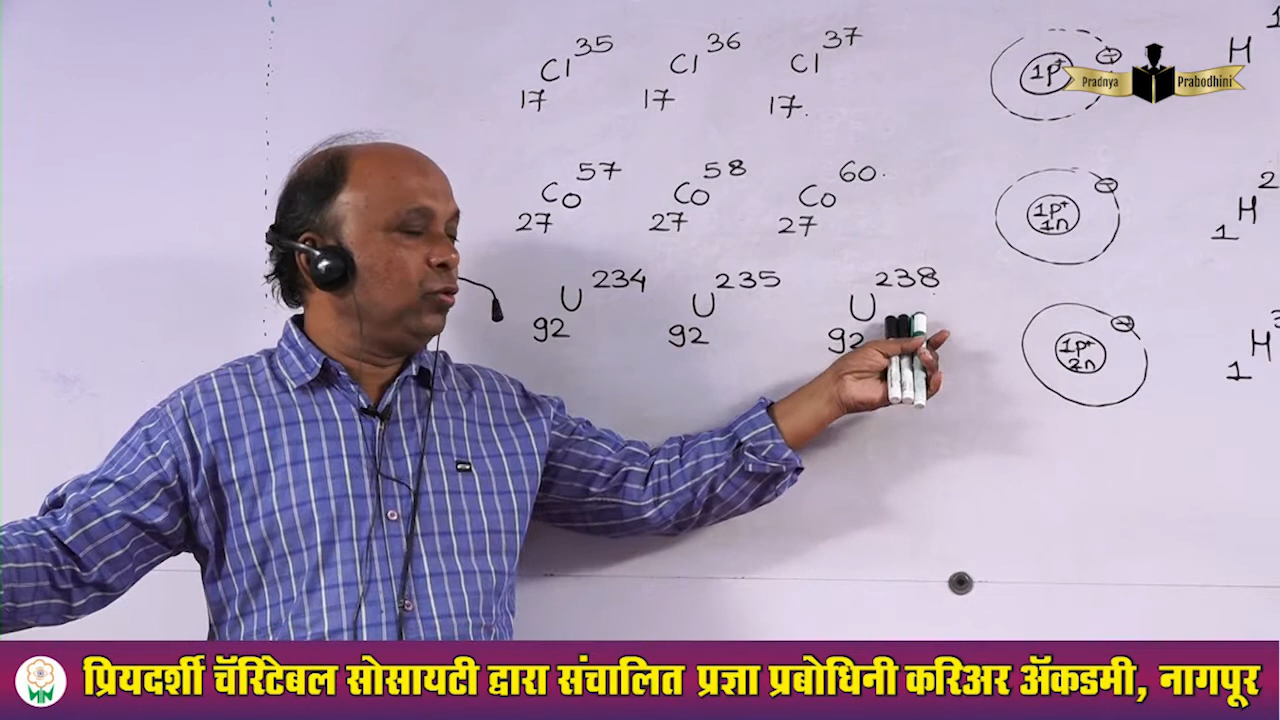 17 Cl 35 17 Cl 36 17 Cl 37
27 Co 57 27 Co 58 27 Co 60
92 U 234 92 U 235 92 U 238
1p+ -
H 1
1p+
1n -
1 H 2
1p+
2n -
1 H 3
Pradnya Prabodhini
प्रियदर्शी चॅरिटेबल सोसायटी द्वारा संचालित प्रज्ञा प्रबोधिनी करिअर ॲकडमी, नागपूर